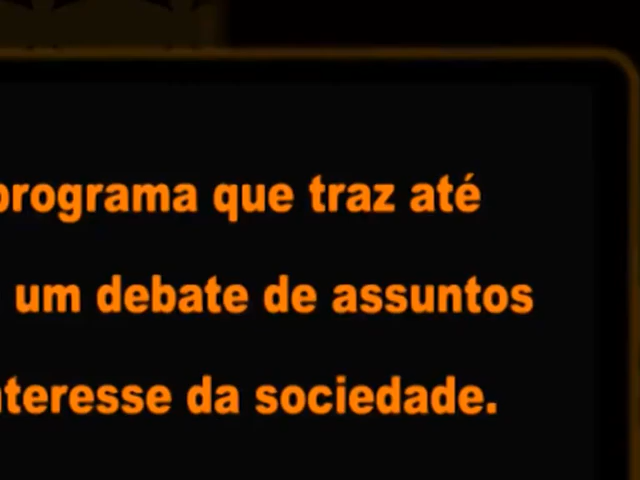 programa que traz até
um debate de assuntos
nteresse da sociedade.